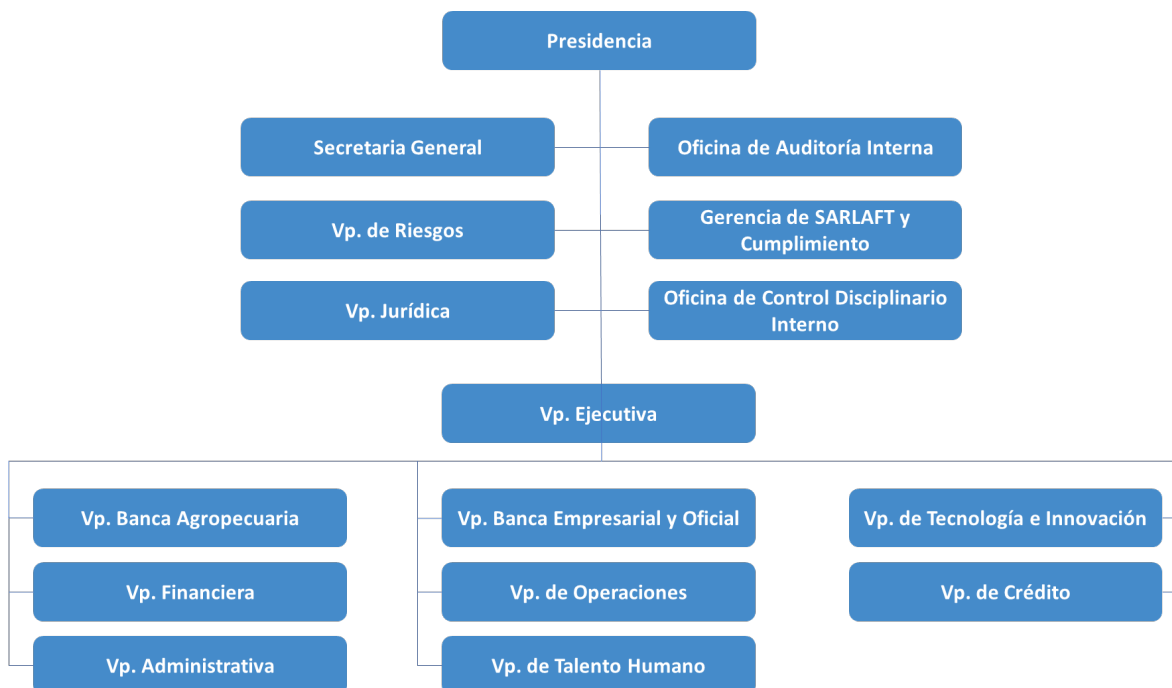 Presidencia
Secretaria General
Oficina de Auditoría Interna
Vp. de Riesgos
Gerencia de SARLAFT y
Cumplimiento
Vp. Jurídica
Oficina de Control Disciplinario
Interno
Vp. Ejecutiva
Vp. Banca Agropecuaria
Vp. Banca Empresarial y Oficial
Vp. de Tecnología e Innovación
Vp. Financiera
Vp. de Operaciones
Vp. de Crédito
Vp. Administrativa
Vp. de Talento Humano